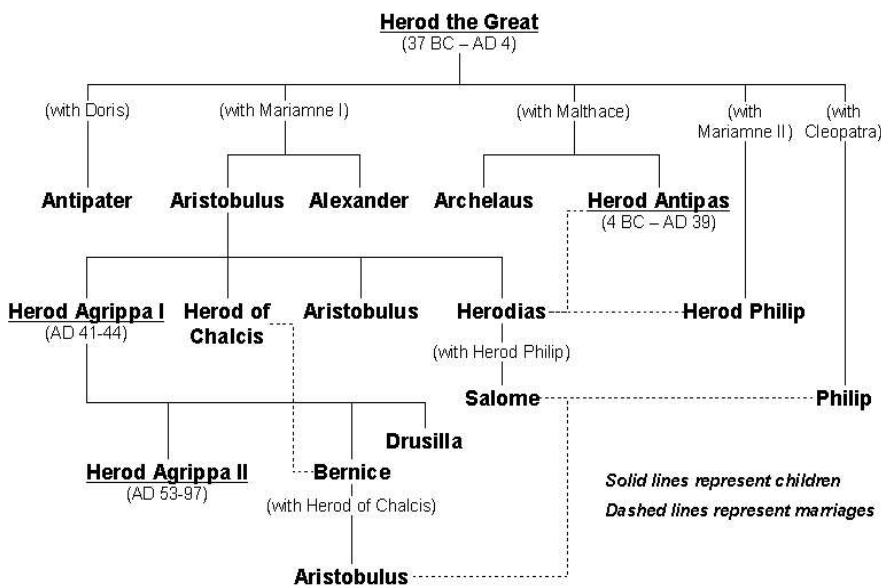 Herod the Great
(37 BC – AD 4)
(with Doris)
(with Mariamne I)
(with Malthace)
(with
Mariamne II)
(with
Cleopatra)
Antipater
Aristobulus
Alexander
Archelaus
Herod Antipas
(4 BC – AD 39)
Herod Agrippa I
(AD 41-44)
Herod of
Chalcis
Aristobulus
Herodias
Herod Philip
(with Herod Philip)
Salome
Philip
Drusilla
Herod Agrippa II
(AD 53-97)
Bernice
(with Herod of Chalcis)
Solid lines represent children
Dashed lines represent marriages
Aristobulus